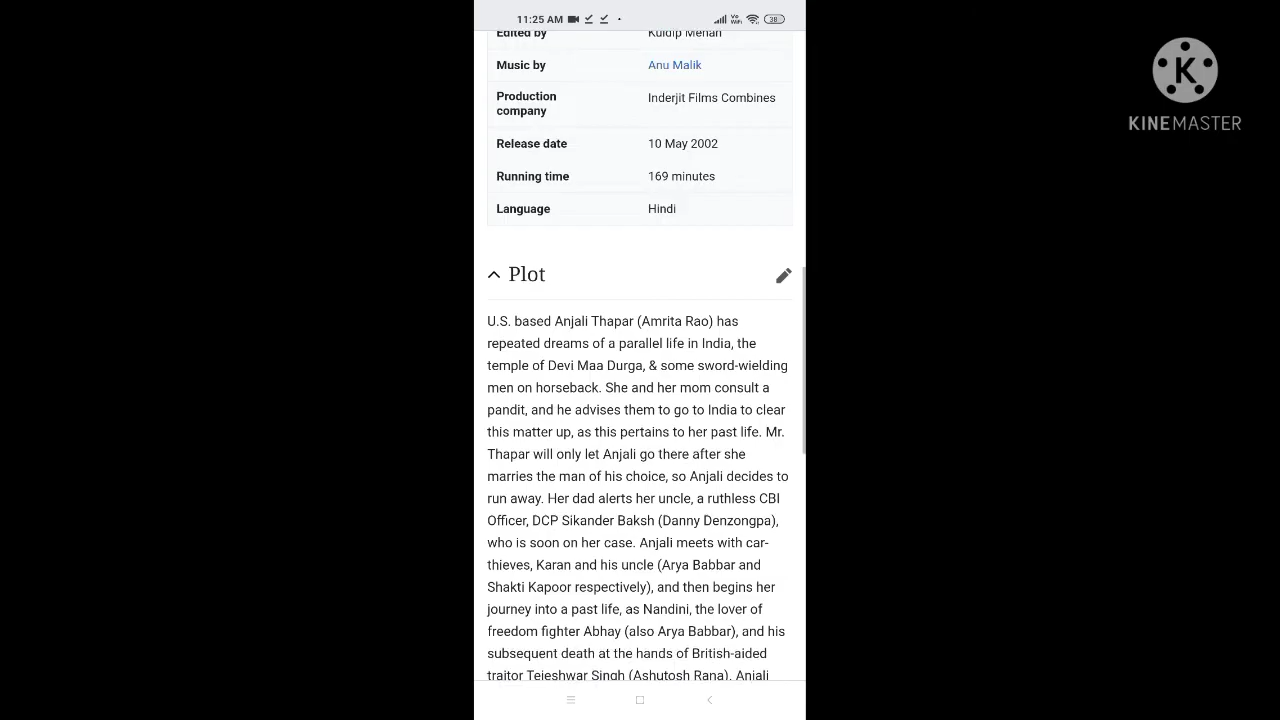 11:25 AM
Vo WiFi 38
Edited by Kuldip Mehan
Music by Anu Malik
Production Inderjit Films Combines
company
Release date 10 May 2002
Running time 169 minutes
Language Hindi
Plot
U.S. based Anjali Thapar (Amrita Rao) has
repeated dreams of a parallel life in India, the
temple of Devi Maa Durga, & some sword-wielding
men on horseback. She and her mom consult a
pandit, and he advises them to go to India to clear
this matter up, as this pertains to her past life. Mr.
Thapar will only let Anjali go there after she
marries the man of his choice, so Anjali decides to
run away. Her dad alerts her uncle, a ruthless CBI
Officer, DCP Sikander Baksh (Danny Denzongpa),
who is soon on her case. Anjali meets with car-
thieves, Karan and his uncle (Arya Babbar and
Shakti Kapoor respectively), and then begins her
journey into a past life, as Nandini, the lover of
freedom fighter Abhay (also Arya Babbar), and his
subsequent death at the hands of British-aided
traitor Tejeshwar Singh (Ashutosh Rana). Anjali
K
KINEMASTER